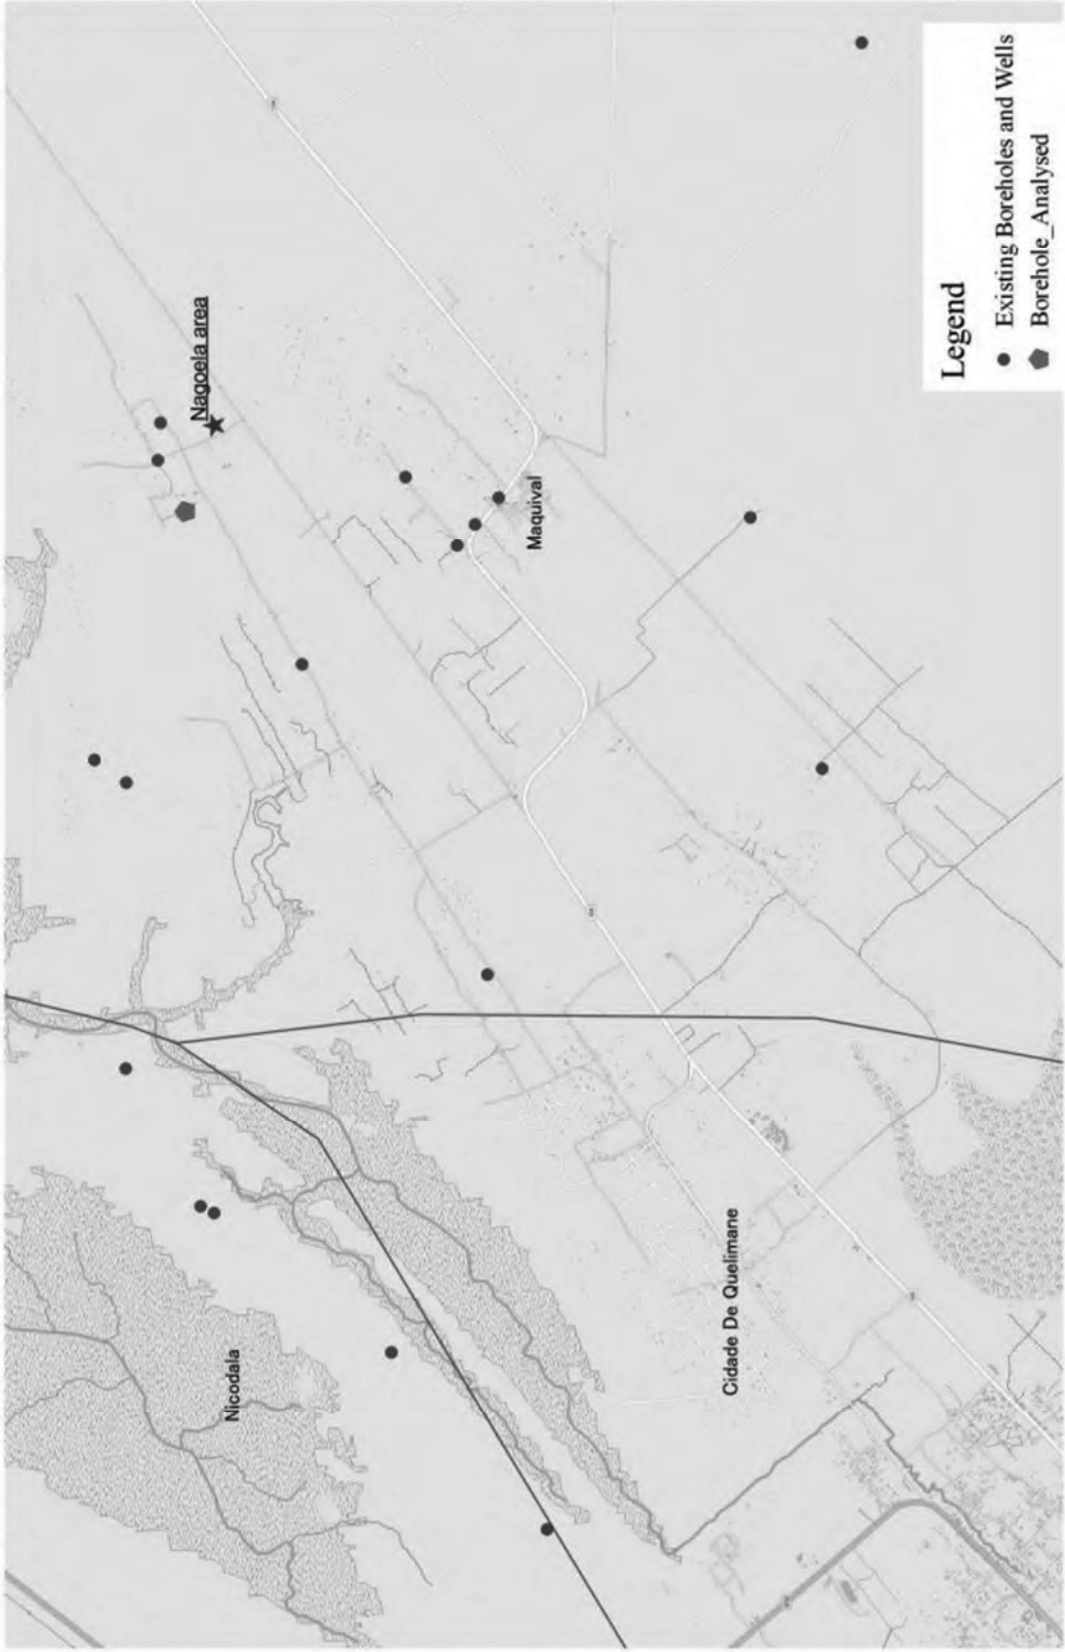 Nagoela area
Maquival
Cidade De Quelimane
Nicodala
Legend
Existing Boreholes and Wells
Borehole_Analysed